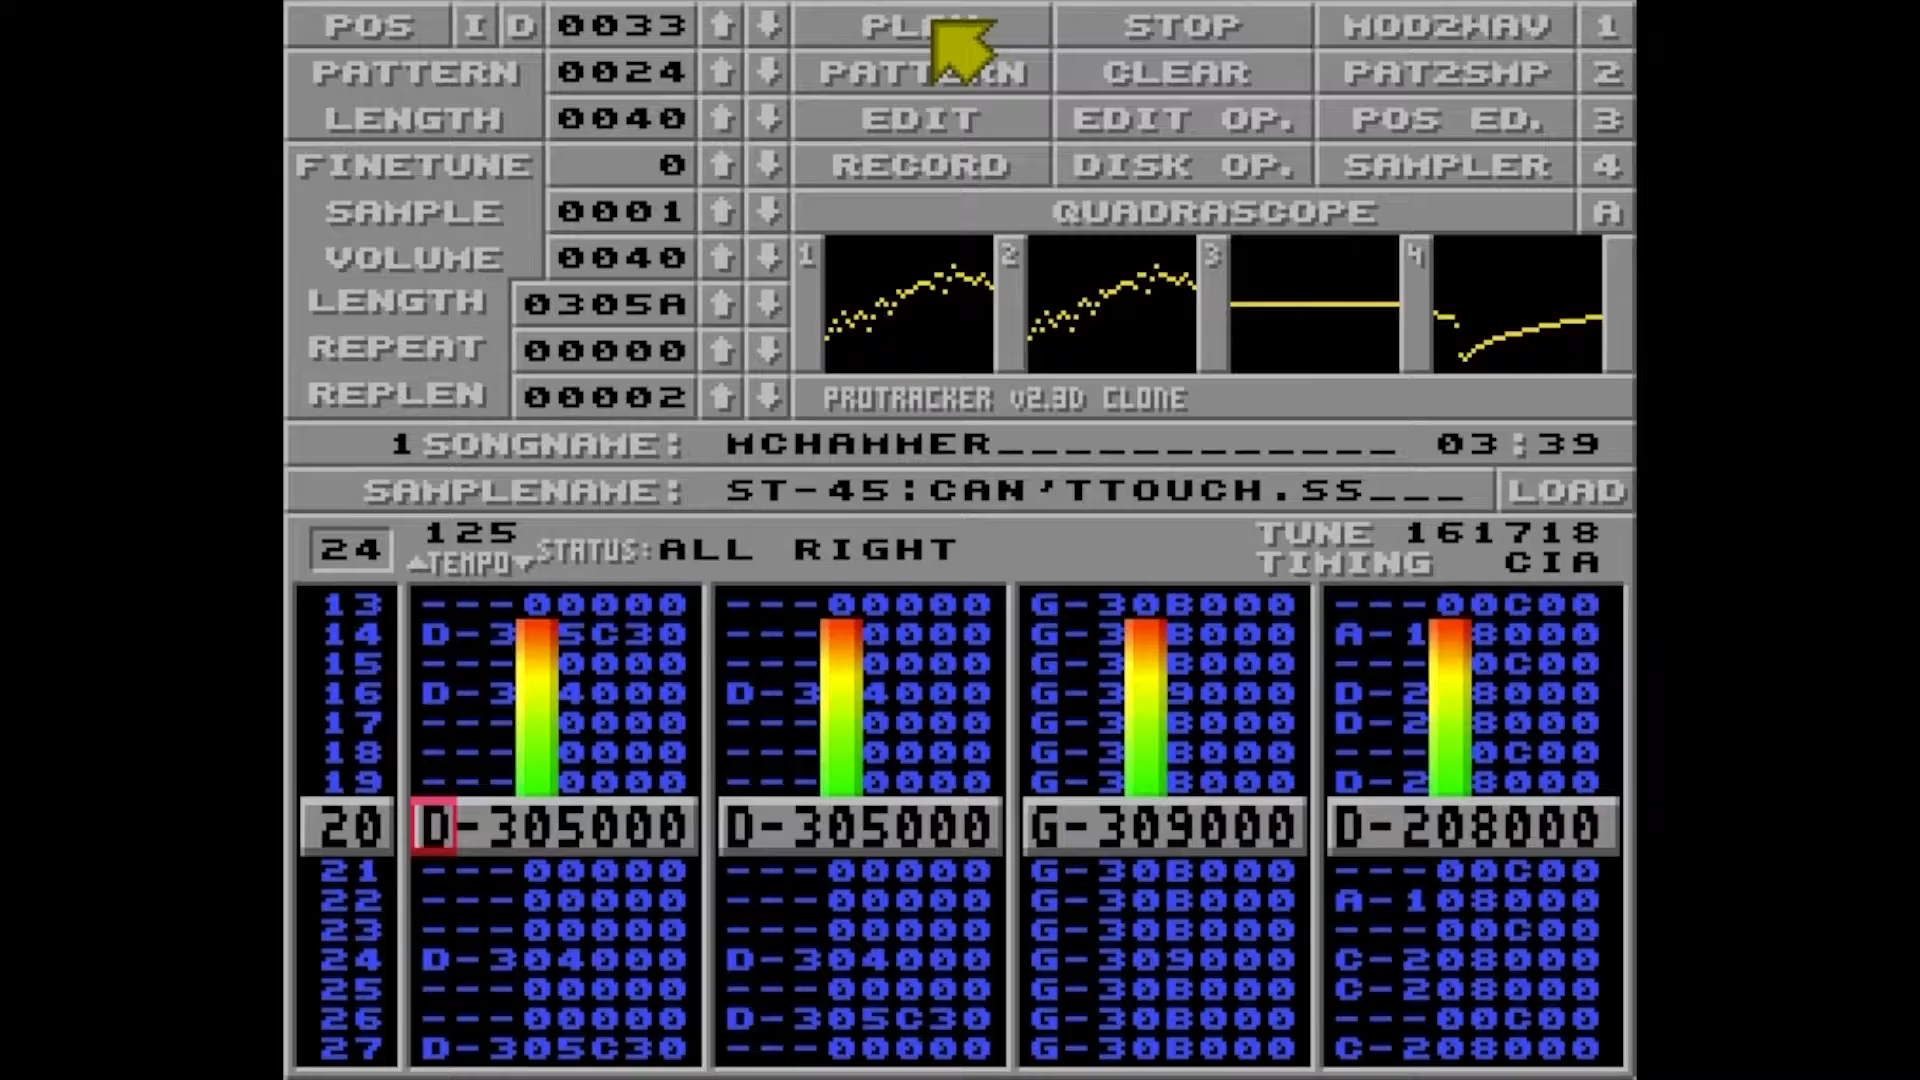 POS I D 0033 PL MOD2WAV 1
STOP
PATTERN 0024 CLEAR PAT2SMP 2
LENGTH 0040 EDIT EDIT OP. POS ED. 3
FINETUNE 0 RECORD DISK OP. SAMPLER 4
SAMPLE 0001 QUADRASCOPE A
VOLUME 0040 1 2 3 4
LENGTH 0305A
REPEAT 00000
REPLEN 00002 PROTRACKER v2.3D CLONE
1 SONGNAME: MCHAMMER____________ 03:39
SAMPLENAME: ST-45:CAN'TTOUCH.SS___ LOAD
24 125 TEMPO STATUS: ALL RIGHT TUNE 161718
TIMING CIA
13 ---00000 ---00000 G-30B000 ---00C00
14 D-3 5C30 --- 0000 G-3 B000 A-1 8000
15 --- 0000 --- 0000 G-3 B000 --- 0C00
16 D-3 4000 D-3 4000 G-3 9000 D-2 8000
17 --- 0000 --- 0000 G-3 B000 D-2 8000
18 --- 0000 --- 0000 G-3 B000 --- 0C00
19 --- 0000 --- 0000 G-3 B000 D-2 8000
20 D-305000 D-305000 G-309000 D-208000
21 ---00000 ---00000 G-30B000 ---00C00
22 ---00000 ---00000 G-30B000 A-108000
23 ---00000 ---00000 G-30B000 ---00C00
24 D-304000 D-304000 G-309000 C-208000
25 ---00000 ---00000 G-30B000 C-208000
26 ---00000 D-305C30 G-30B000 ---00C00
27 D-305C30 ---00000 G-30B000 C-208000